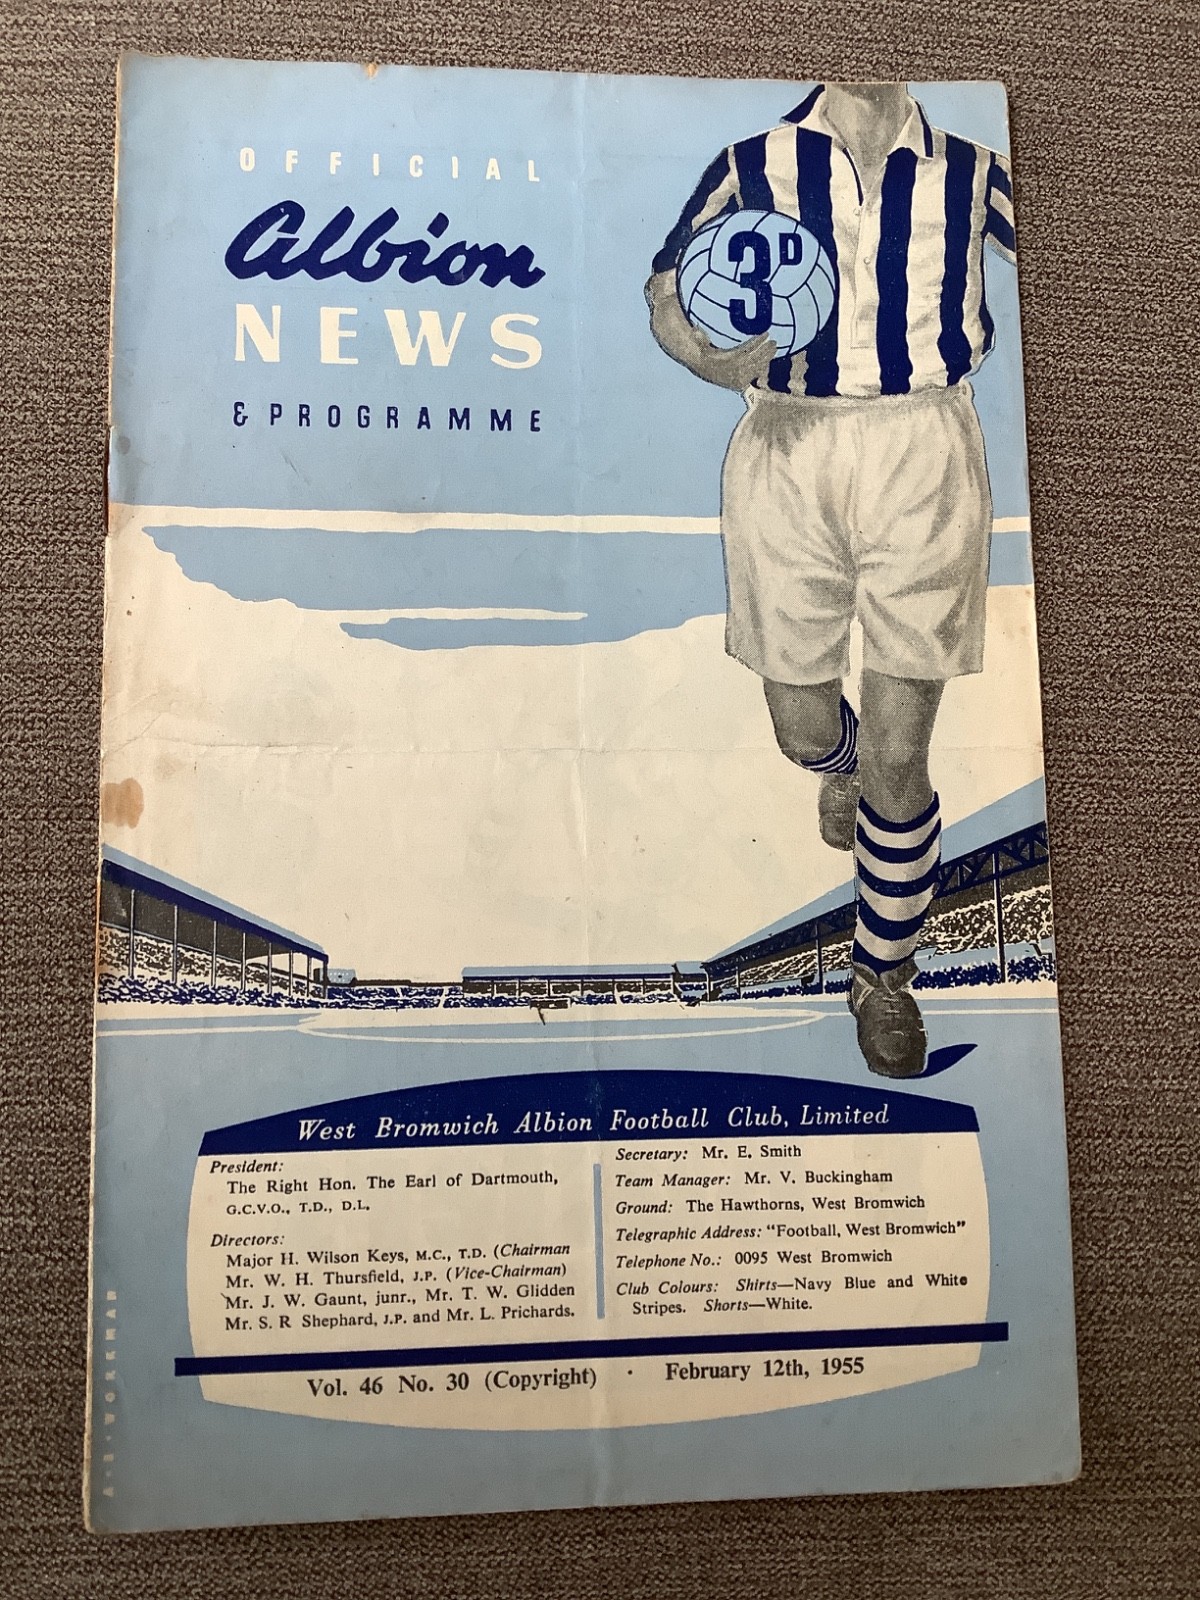 OFFICIAL
Albion
NEWS
& PROGRAMME
3D
West Bromwich Albion Football Club, Limited
President:
The Right Hon. The Earl of Dartmouth,
G.C.V.O., T.D., D.L.
Directors:
Major H. Wilson Keys, M.C., T.D. (Chairman
Mr. W. H. Thursfield, J.P. (Vice-Chairman)
Mr. J. W. Gaunt, junr., Mr. T. W. Glidden
Mr. S. R Shephard, J.P. and Mr. L. Prichards.
Secretary: Mr. E. Smith
Team Manager: Mr. V. Buckingham
Ground: The Hawthorns, West Bromwich
Telegraphic Address: "Football, West Bromwich"
Telephone No.: 0095 West Bromwich
Club Colours: Shirts—Navy Blue and White
Stripes. Shorts—White.
Vol. 46 No. 30 (Copyright) · February 12th, 1955
WORKMAN